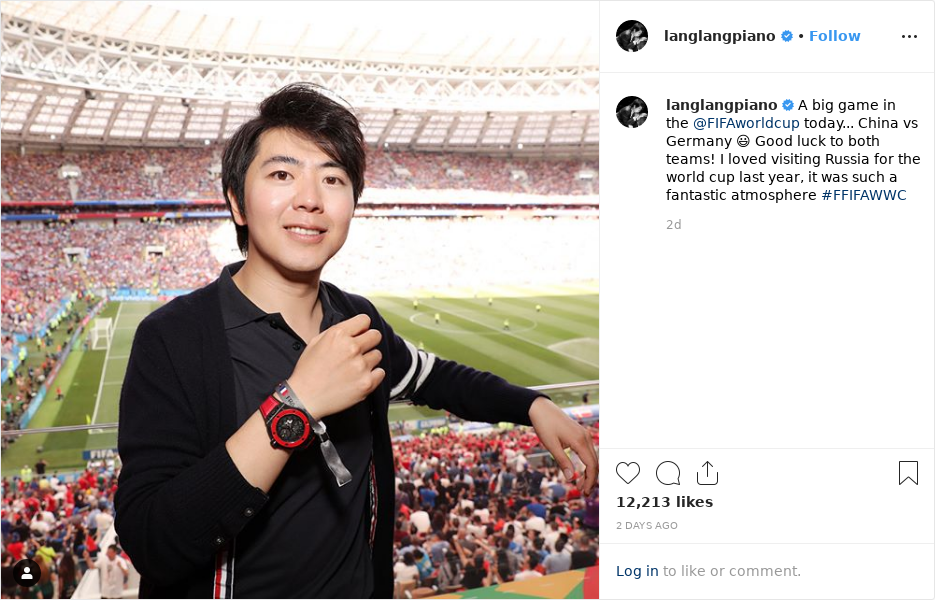 langlangpiano • Follow
langlangpiano A big game in
the @FIFAworldcup today... China vs
Germany 😃 Good luck to both
teams! I loved visiting Russia for the
world cup last year, it was such a
fantastic atmosphere #FFIFAWWC
2d
12,213 likes
2 DAYS AGO
Log in to like or comment.
FIFA